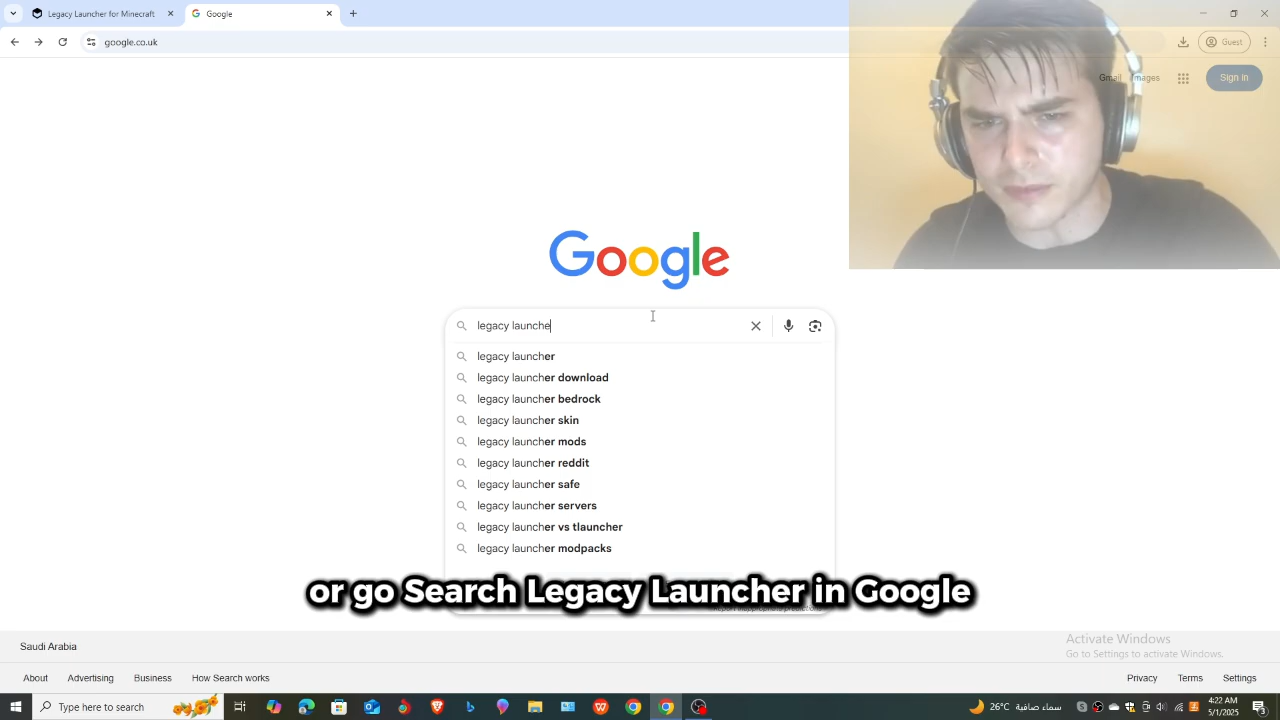 Legacy Launcher for Minecraft
Google
google.co.uk
Guest
Gmail
Images
Sign in
Google
legacy launche
legacy launcher
legacy launcher download
legacy launcher bedrock
legacy launcher skin
legacy launcher mods
legacy launcher reddit
legacy launcher safe
legacy launcher servers
legacy launcher vs tlauncher
legacy launcher modpacks
or go Search Legacy Launcher in Google
Saudi Arabia
Activate Windows
Go to Settings to activate Windows.
About
Advertising
Business
How Search works
Privacy
Terms
Settings
Type here to search
26°C
غائم جزئيا
4:22 AM
5/1/2025